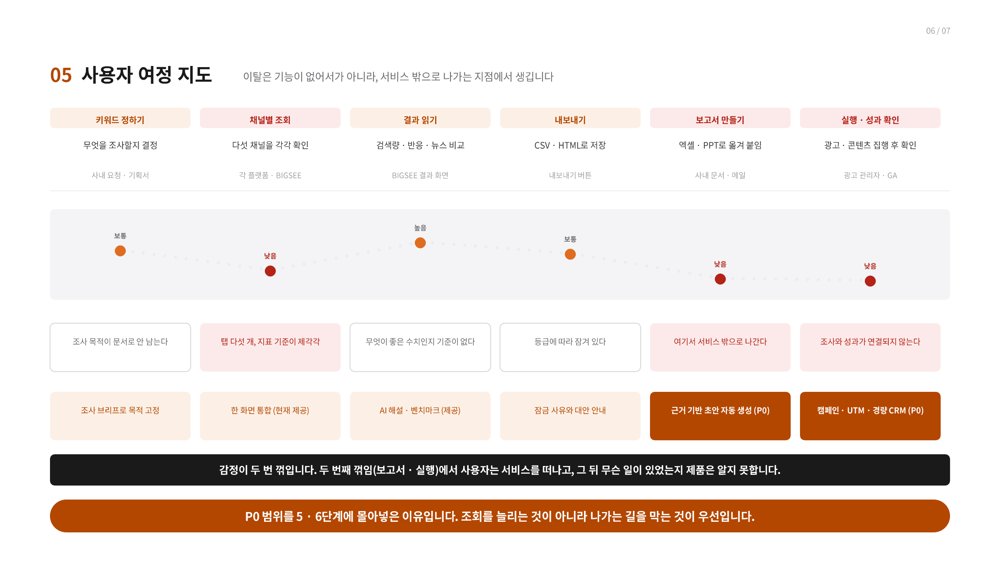 06 / 07
05 사용자 여정 지도
이탈은 기능이 없어서가 아니라, 서비스 밖으로 나가는 지점에서 생깁니다
키워드 정하기
채널별 조회
결과 읽기
내보내기
보고서 만들기
실행 · 성과 확인
무엇을 조사할지 결정
다섯 채널을 각각 확인
검색량 · 반응 · 뉴스 비교
CSV · HTML로 저장
엑셀 · PPT로 옮겨 붙임
광고 · 콘텐츠 집행 후 확인
사내 요청 · 기획서
각 플랫폼 · BIGSEE
BIGSEE 결과 화면
내보내기 버튼
사내 문서 · 메일
광고 관리자 · GA
보통
낮음
높음
보통
낮음
낮음
조사 목적이 문서로 안 남는다
탭 다섯 개, 지표 기준이 제각각
무엇이 좋은 수치인지 기준이 없다
등급에 따라 잠겨 있다
여기서 서비스 밖으로 나간다
조사와 성과가 연결되지 않는다
조사 브리프로 목적 고정
한 화면 통합 (현재 제공)
AI 해설 · 벤치마크 (제공)
잠금 사유와 대안 안내
근거 기반 초안 자동 생성 (P0)
캠페인 · UTM · 경량 CRM (P0)
감정이 두 번 꺾입니다. 두 번째 꺾임(보고서 · 실행)에서 사용자는 서비스를 떠나고, 그 뒤 무슨 일이 있었는지 제품은 알지 못합니다.
P0 범위를 5 · 6단계에 몰아넣은 이유입니다. 조회를 늘리는 것이 아니라 나가는 길을 막는 것이 우선입니다.